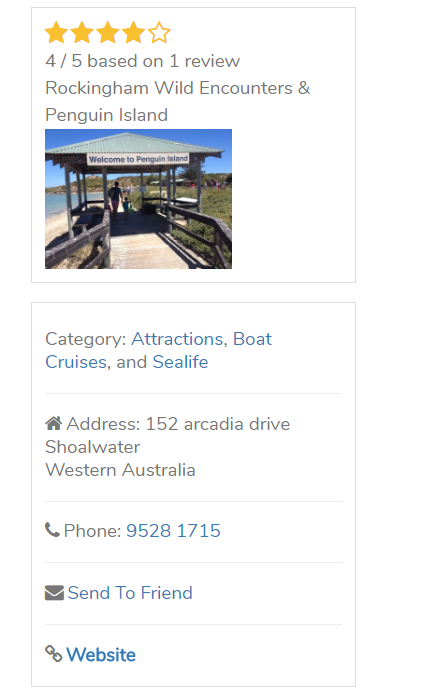 4 / 5 based on 1 review
Rockingham Wild Encounters &
Penguin Island
Welcome to Penguin Island
Category: Attractions, Boat
Cruises, and Sealife
Address: 152 arcadia drive
Shoalwater
Western Australia
Phone: 9528 1715
Send To Friend
Website